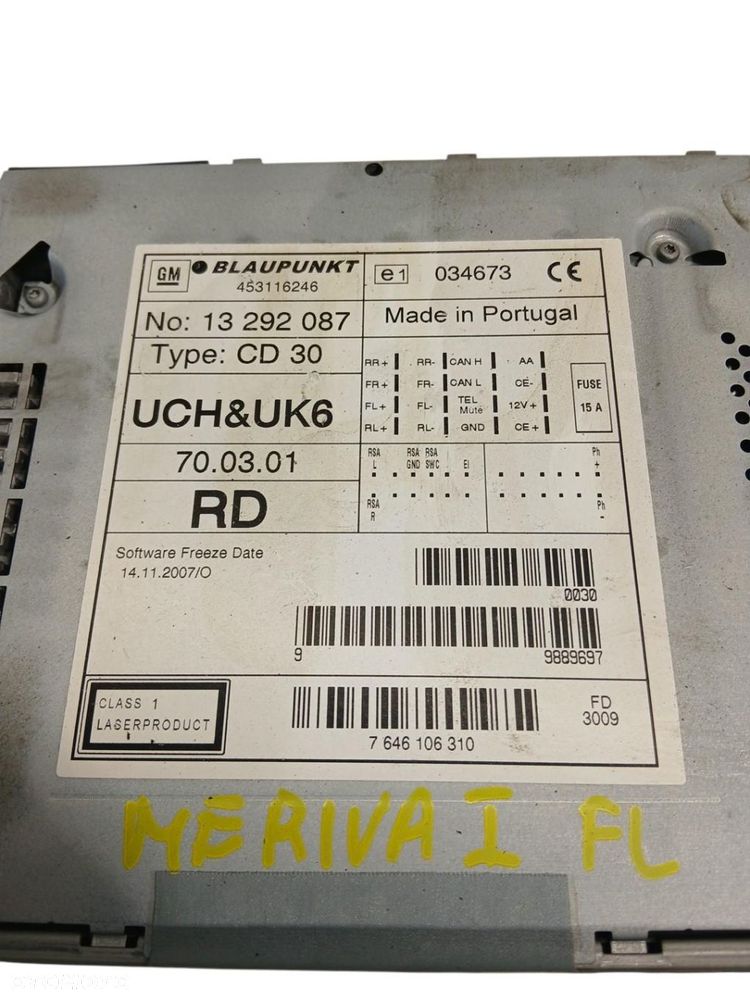 GM BLAUPUNKT
453116246
e1 034673 CE
No: 13 292 087
Made in Portugal
Type: CD 30
UCH&UK6
70.03.01
RD
RR+ RR- CAN H AA
FR+ FR- CAN L CE-
FL+ FL- TEL Mute 12V+
RL+ RL- GND CE+
FUSE
15 A
RSA L
RSA GND
RSA SWC
EI
Ph +
RSA R
Ph -
Software Freeze Date
14.11.2007/O
0030
9 9889697
CLASS 1
LASERPRODUCT
7 646 106 310
FD
3009
MERIVA I FL